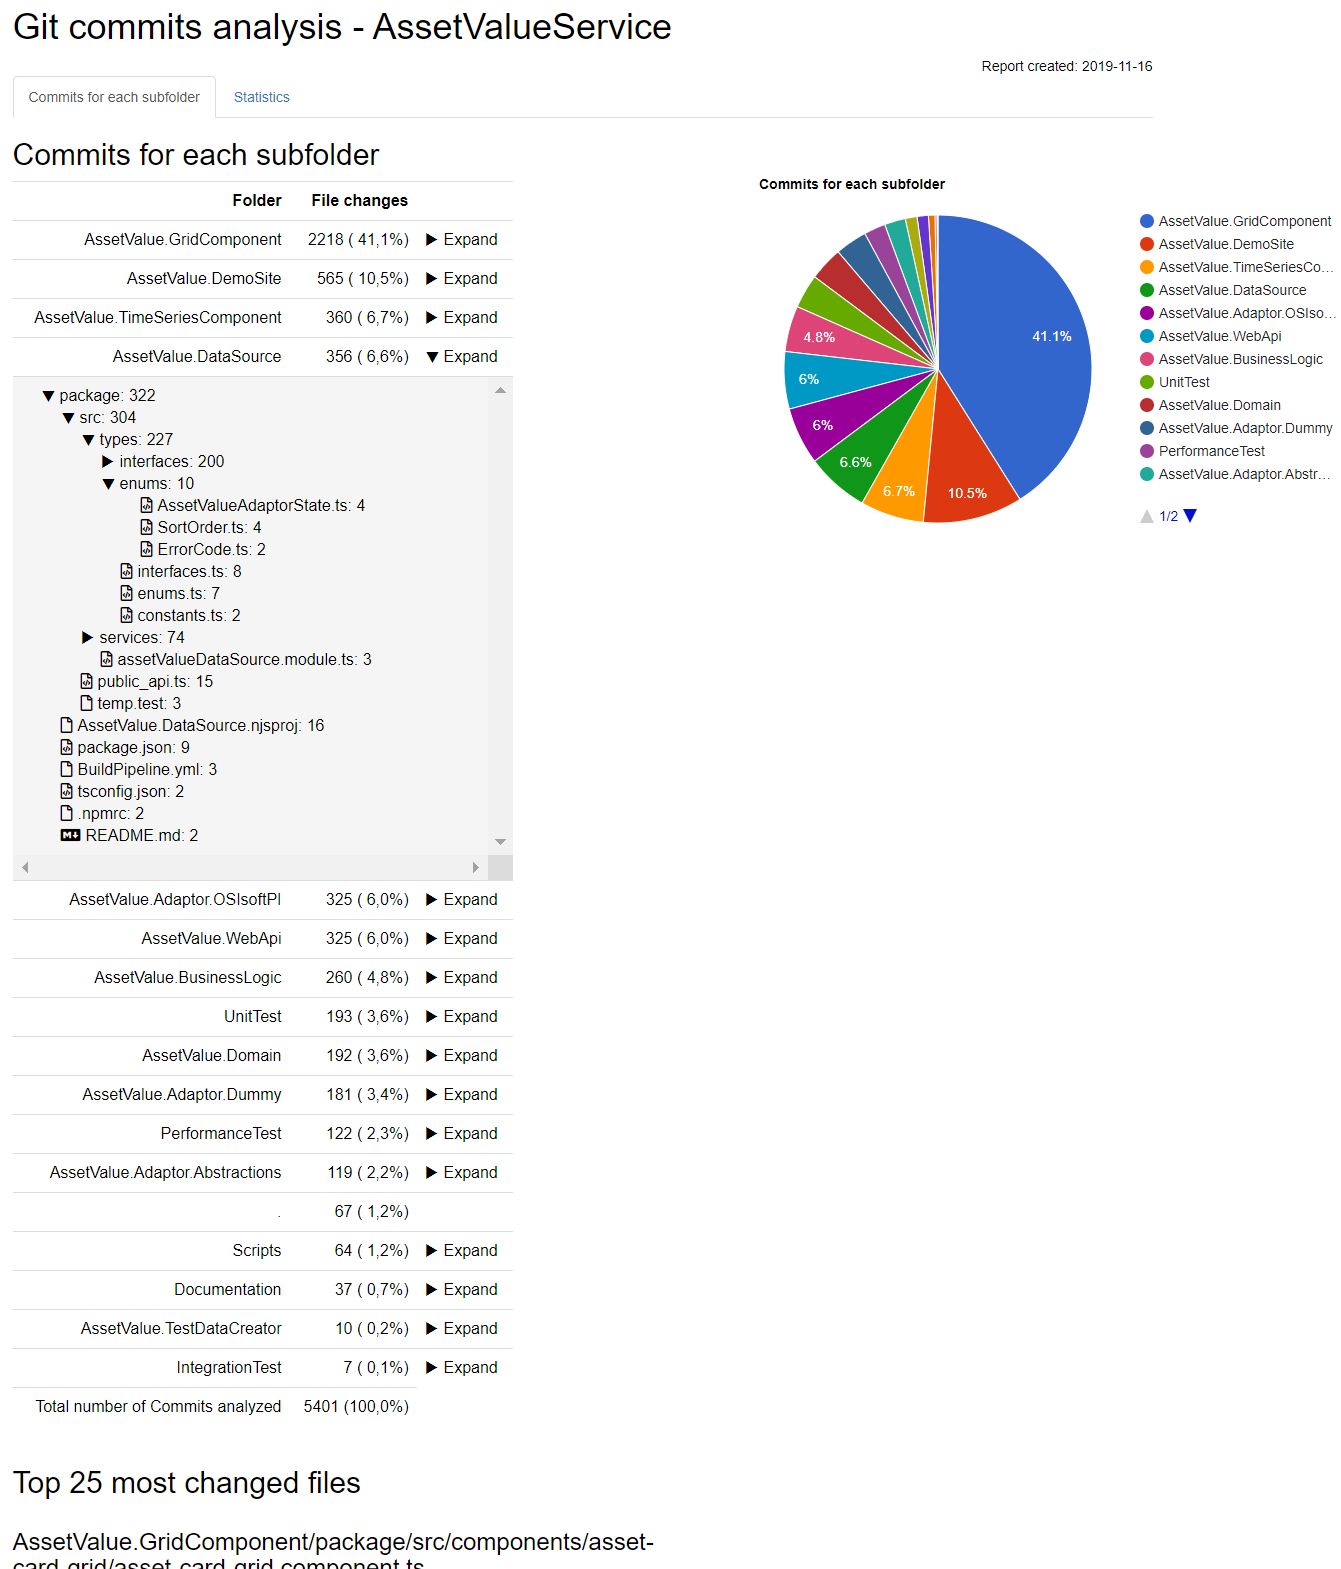 Git commits analysis - AssetValueService
Report created: 2019-11-16
Commits for each subfolder
Statistics
Commits for each subfolder
Folder File changes
AssetValue.GridComponent 2218 ( 41,1%) ▶ Expand
AssetValue.DemoSite 565 ( 10,5%) ▶ Expand
AssetValue.TimeSeriesComponent 360 ( 6,7%) ▶ Expand
AssetValue.DataSource 356 ( 6,6%) ▼ Expand
▼ package: 322
▼ src: 304
▼ types: 227
▶ interfaces: 200
▼ enums: 10
AssetValueAdaptorState.ts: 4
SortOrder.ts: 4
ErrorCode.ts: 2
interfaces.ts: 8
enums.ts: 7
constants.ts: 2
▶ services: 74
assetValueDataSource.module.ts: 3
public_api.ts: 15
temp.test: 3
AssetValue.DataSource.njsproj: 16
package.json: 9
BuildPipeline.yml: 3
tsconfig.json: 2
.npmrc: 2
README.md: 2
AssetValue.Adaptor.OSIsoftPI 325 ( 6,0%) ▶ Expand
AssetValue.WebApi 325 ( 6,0%) ▶ Expand
AssetValue.BusinessLogic 260 ( 4,8%) ▶ Expand
UnitTest 193 ( 3,6%) ▶ Expand
AssetValue.Domain 192 ( 3,6%) ▶ Expand
AssetValue.Adaptor.Dummy 181 ( 3,4%) ▶ Expand
PerformanceTest 122 ( 2,3%) ▶ Expand
AssetValue.Adaptor.Abstractions 119 ( 2,2%) ▶ Expand
. 67 ( 1,2%)
Scripts 64 ( 1,2%) ▶ Expand
Documentation 37 ( 0,7%) ▶ Expand
AssetValue.TestDataCreator 10 ( 0,2%) ▶ Expand
IntegrationTest 7 ( 0,1%) ▶ Expand
Total number of Commits analyzed 5401 (100,0%)
Commits for each subfolder
41.1%
10.5%
6.7%
6.6%
6%
6%
4.8%
AssetValue.GridComponent
AssetValue.DemoSite
AssetValue.TimeSeriesCo...
AssetValue.DataSource
AssetValue.Adaptor.OSIso...
AssetValue.WebApi
AssetValue.BusinessLogic
UnitTest
AssetValue.Domain
AssetValue.Adaptor.Dummy
PerformanceTest
AssetValue.Adaptor.Abstr...
▲ 1/2 ▼
Top 25 most changed files
AssetValue.GridComponent/package/src/components/asset-
card-grid/asset-card-grid.component.ts